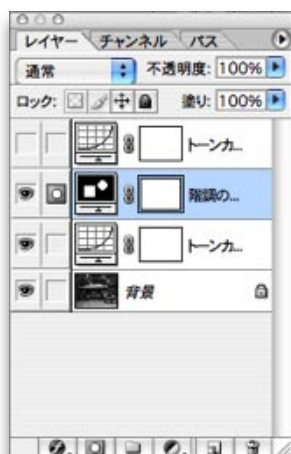 レイヤー チャンネル パス
通常 不透明度: 100%
ロック: 塗り: 100%
トーンカ...
階調の...
トーンカ...
背景